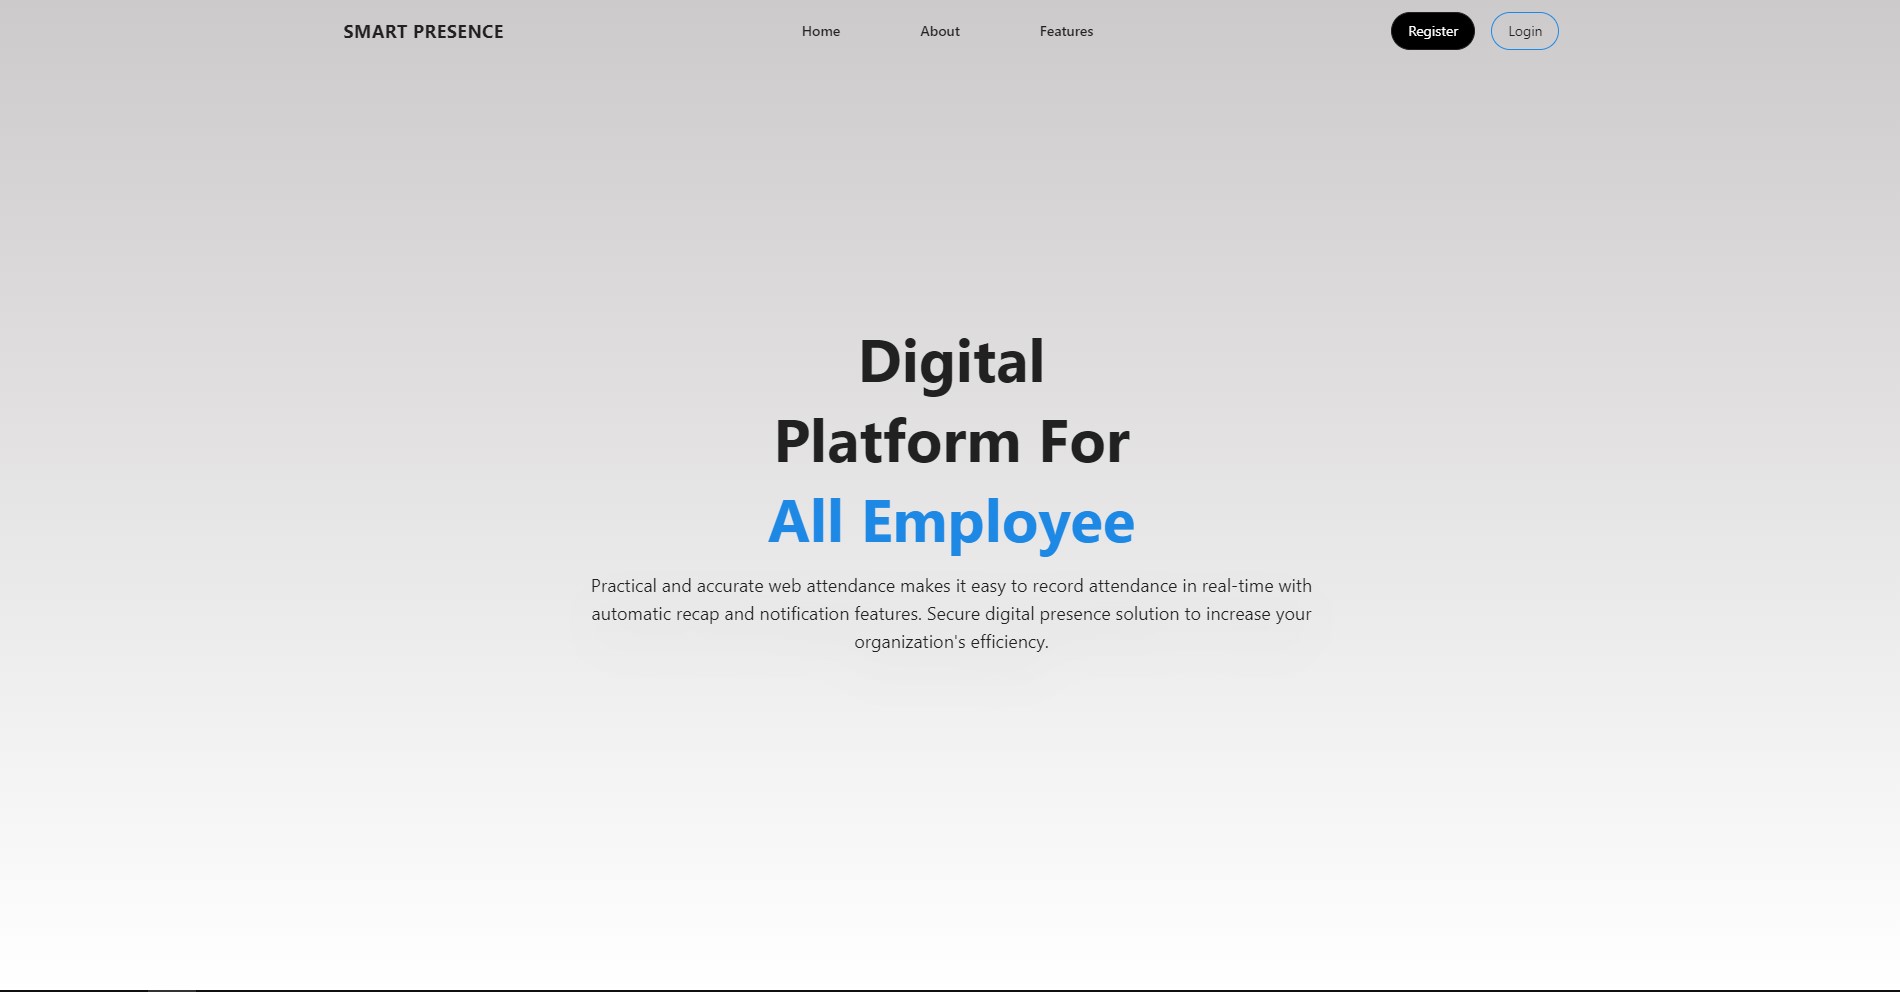 SMART PRESENCE
Home
About
Features
Register
Login
Digital
Platform For
All Employee
Practical and accurate web attendance makes it easy to record attendance in real-time with
automatic recap and notification features. Secure digital presence solution to increase your
organization's efficiency.